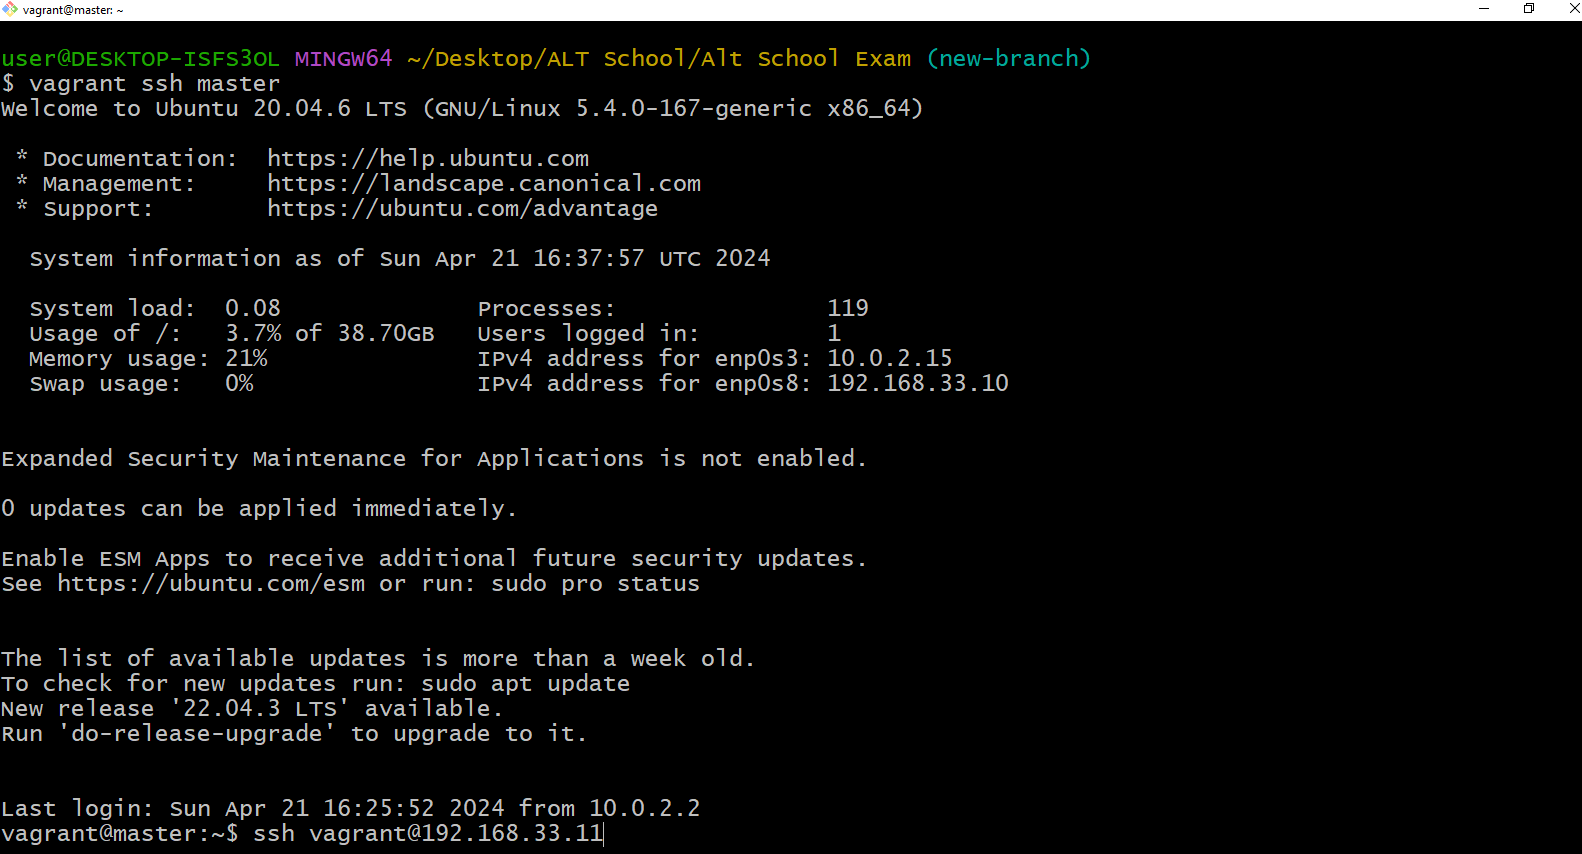 vagrant@master: ~
user@DESKTOP-ISFS3OL MINGW64 ~/Desktop/ALT School/Alt School Exam (new-branch)
$ vagrant ssh master
Welcome to Ubuntu 20.04.6 LTS (GNU/Linux 5.4.0-167-generic x86_64)
* Documentation:  https://help.ubuntu.com
* Management:     https://landscape.canonical.com
* Support:        https://ubuntu.com/advantage
System information as of Sun Apr 21 16:37:57 UTC 2024
System load:  0.08              Processes:               119
Usage of /:   3.7% of 38.70GB   Users logged in:         1
Memory usage: 21%               IPv4 address for enp0s3: 10.0.2.15
Swap usage:   0%                IPv4 address for enp0s8: 192.168.33.10
Expanded Security Maintenance for Applications is not enabled.
0 updates can be applied immediately.
Enable ESM Apps to receive additional future security updates.
See https://ubuntu.com/esm or run: sudo pro status
The list of available updates is more than a week old.
To check for new updates run: sudo apt update
New release '22.04.3 LTS' available.
Run 'do-release-upgrade' to upgrade to it.
Last login: Sun Apr 21 16:25:52 2024 from 10.0.2.2
vagrant@master:~$ ssh vagrant@192.168.33.11